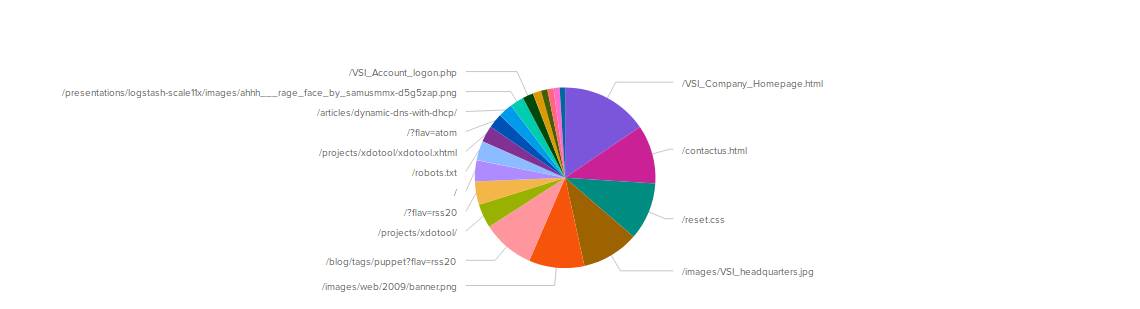 /VSI_Account_logon.php
/presentations/logstash-scale11x/images/ahhh___rage_face_by_samusmmx-d5g5zap.png
/articles/dynamic-dns-with-dhcp/
/?flav=atom
/projects/xdotool/xdotool.xhtml
/robots.txt
/
/?flav=rss20
/projects/xdotool/
/blog/tags/puppet?flav=rss20
/images/web/2009/banner.png
/VSI_Company_Homepage.html
/contactus.html
/reset.css
/images/VSI_headquarters.jpg